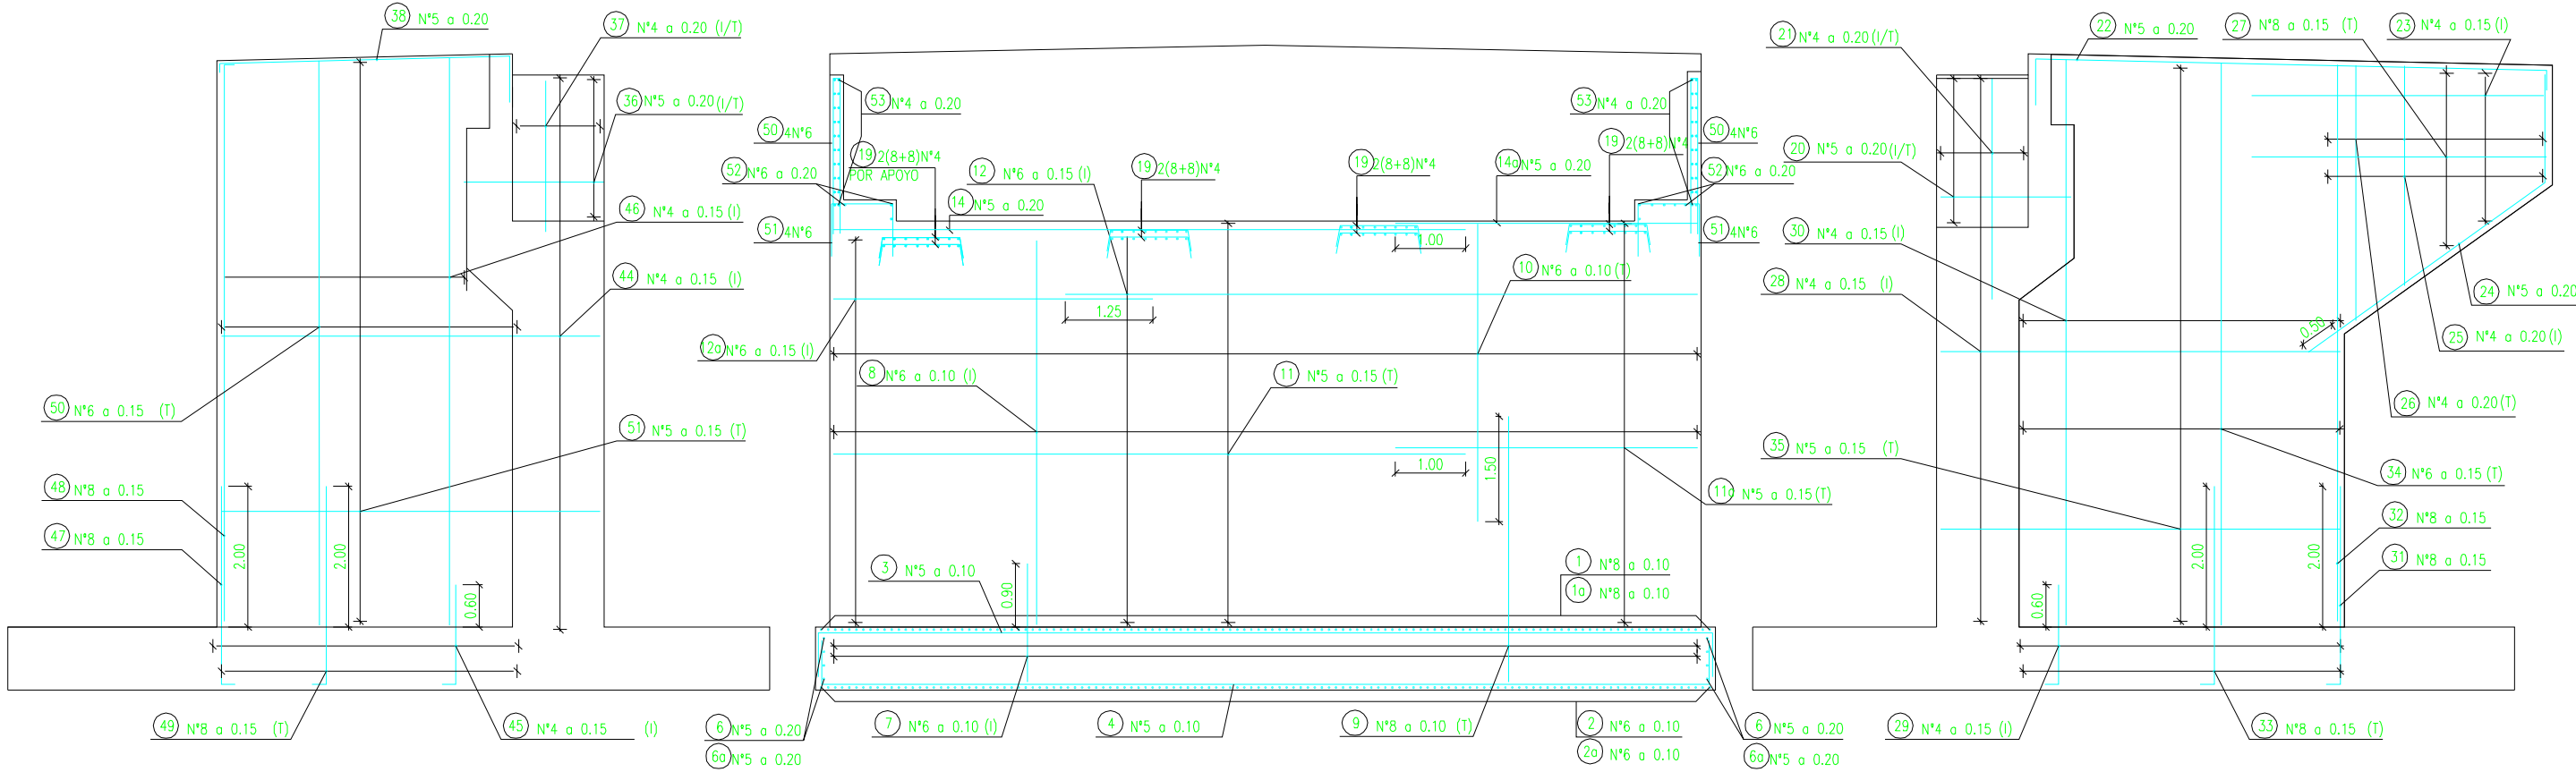 38 N°5 a 0.20
37 N°4 a 0.20 (I/T)
36 N°5 a 0.20 (I/T)
46 N°4 a 0.15 (I)
44 N°4 a 0.15 (I)
50 N°6 a 0.15 (T)
51 N°5 a 0.15 (T)
48 N°8 a 0.15
47 N°8 a 0.15
2.00
2.00
0.60
49 N°8 a 0.15 (T)
45 N°4 a 0.15 (I)
53 N°4 a 0.20
50 4N°6
19 2(8+8)N°4
POR APOYO
52 N°6 a 0.20
12 N°6 a 0.15 (I)
19 2(8+8)N°4
14 N°5 a 0.20
51 4N°6
19 2(8+8)N°4
14a N°5 a 0.20
53 N°4 a 0.20
19 2(8+8)N°4
50 4N°6
52 N°6 a 0.20
51 4N°6
1.00
10 N°6 a 0.10 (T)
1.25
12a N°6 a 0.15 (I)
8 N°6 a 0.10 (I)
11 N°5 a 0.15 (T)
1.00
1.50
11a N°5 a 0.15 (T)
3 N°5 a 0.10
0.90
1 N°8 a 0.10
1a N°8 a 0.10
6 N°5 a 0.20
6a N°5 a 0.20
7 N°6 a 0.10 (I)
4 N°5 a 0.10
9 N°8 a 0.10 (T)
2 N°6 a 0.10
2a N°6 a 0.10
6 N°5 a 0.20
6a N°5 a 0.20
21 N°4 a 0.20 (I/T)
22 N°5 a 0.20
27 N°8 a 0.15 (T)
23 N°4 a 0.15 (I)
20 N°5 a 0.20 (I/T)
30 N°4 a 0.15 (I)
28 N°4 a 0.15 (I)
24 N°5 a 0.20
0.50
25 N°4 a 0.20 (I)
26 N°4 a 0.20 (T)
35 N°5 a 0.15 (T)
34 N°6 a 0.15 (T)
32 N°8 a 0.15
31 N°8 a 0.15
2.00
2.00
0.60
29 N°4 a 0.15 (I)
33 N°8 a 0.15 (T)